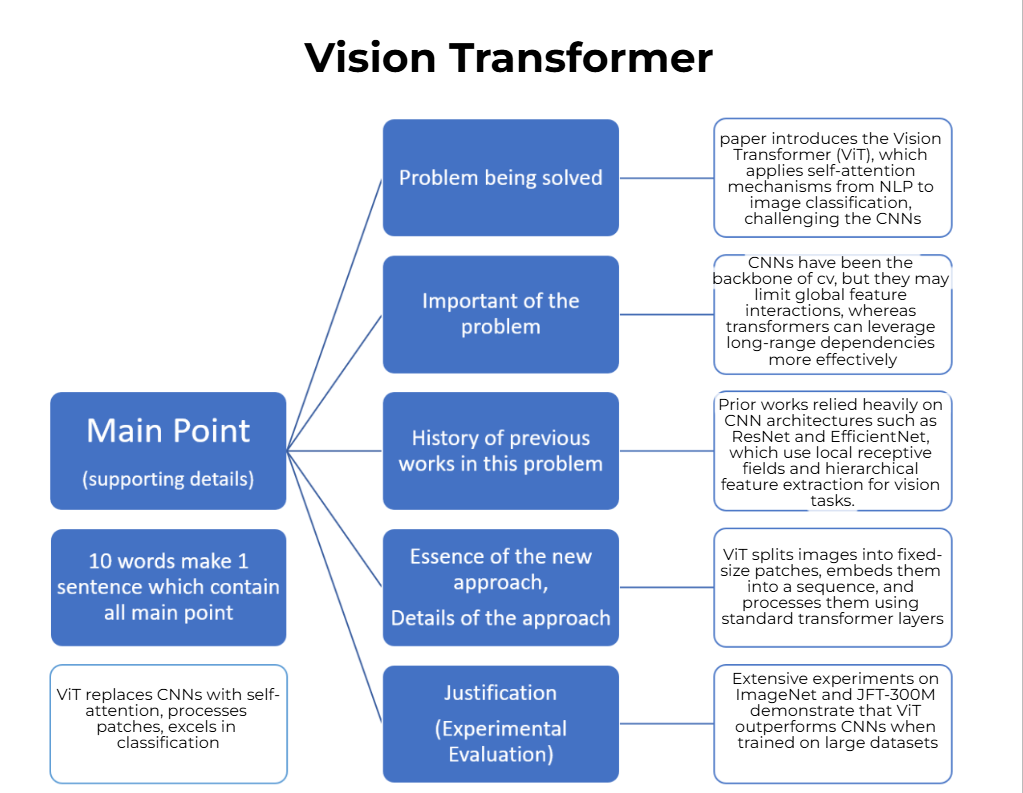 Vision Transformer
Problem being solved
paper introduces the Vision
Transformer (ViT), which
applies self-attention
mechanisms from NLP to
image classification,
challenging the CNNs
Important of the
problem
CNNs have been the
backbone of cv, but they may
limit global feature
interactions, whereas
transformers can leverage
long-range dependencies
more effectively
Main Point
(supporting details)
History of previous
works in this problem
Prior works relied heavily on
CNN architectures such as
ResNet and EfficientNet,
which use local receptive
fields and hierarchical
feature extraction for vision
tasks.
10 words make 1
sentence which contain
all main point
Essence of the new
approach,
Details of the approach
ViT splits images into fixed-
size patches, embeds them
into a sequence, and
processes them using
standard transformer layers
ViT replaces CNNs with self-
attention, processes
patches, excels in
classification
Justification
(Experimental
Evaluation)
Extensive experiments on
ImageNet and JFT-300M
demonstrate that ViT
outperforms CNNs when
trained on large datasets